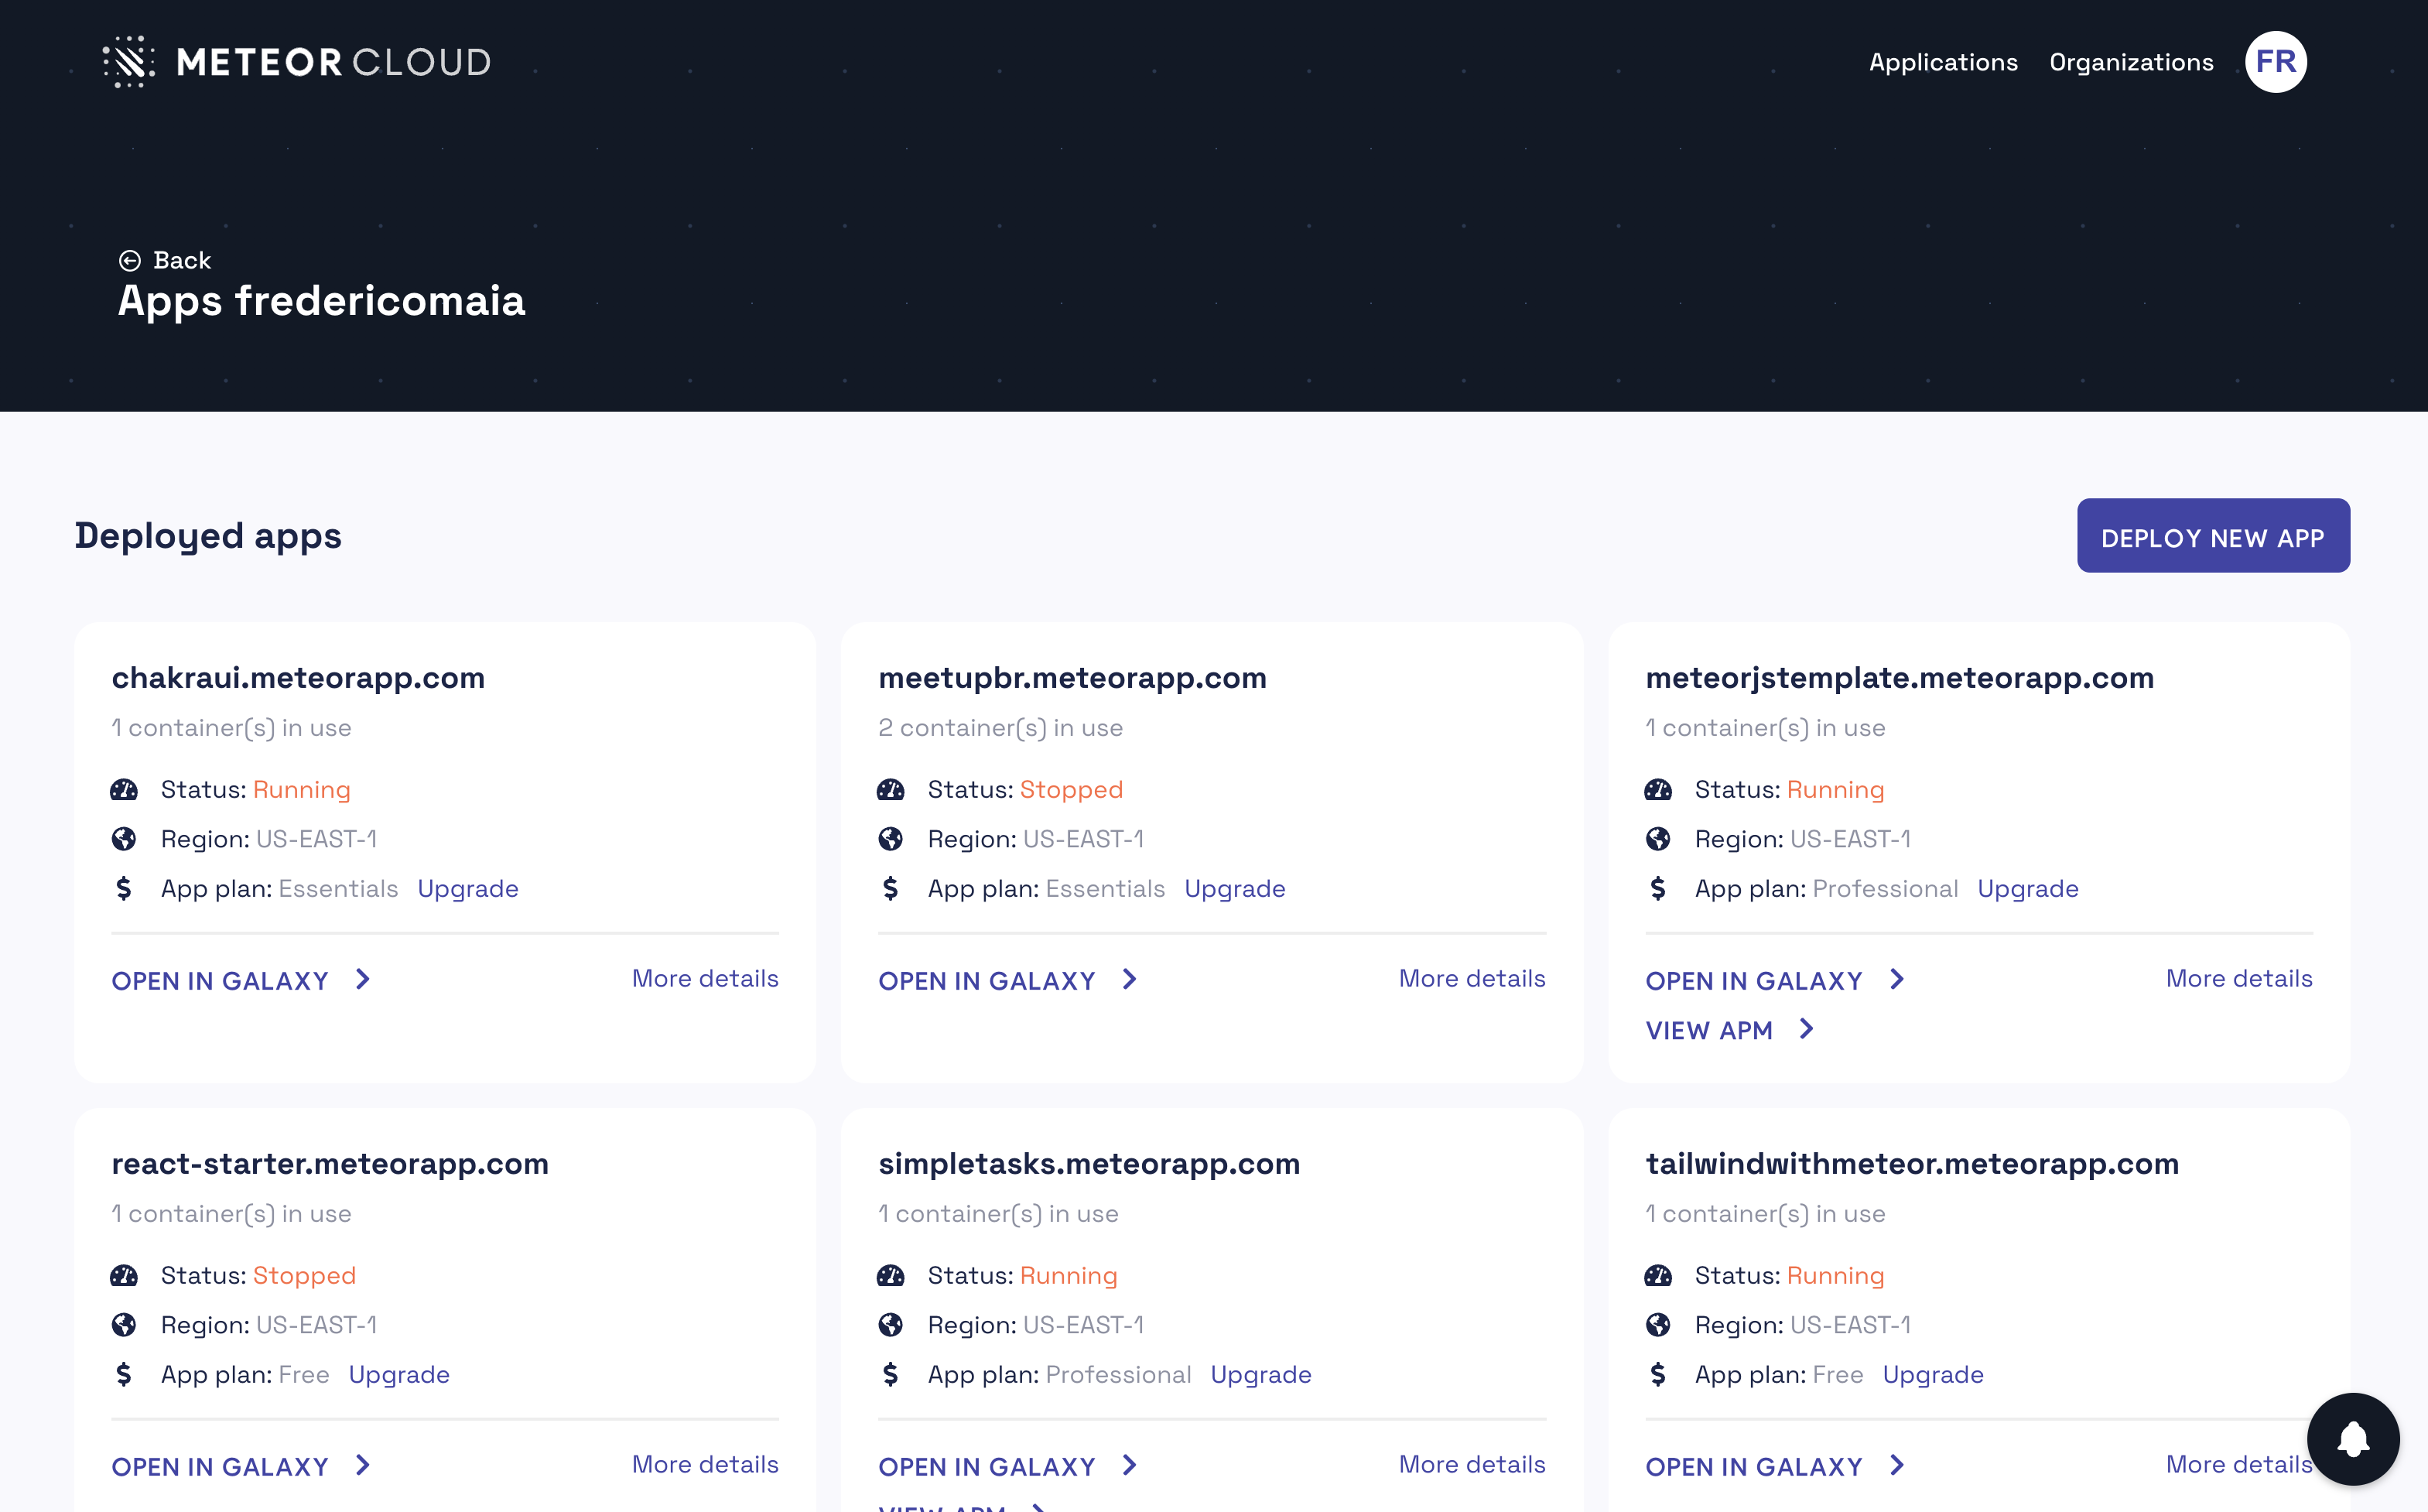 METEOR CLOUD
Applications Organizations FR
Back
Apps fredericomaia
Deployed apps
DEPLOY NEW APP
chakraui.meteorapp.com
1 container(s) in use
Status: Running
Region: US-EAST-1
$ App plan: Essentials Upgrade
OPEN IN GALAXY
More details
meetupbr.meteorapp.com
2 container(s) in use
Status: Stopped
Region: US-EAST-1
$ App plan: Essentials Upgrade
OPEN IN GALAXY
More details
meteorjstemplate.meteorapp.com
1 container(s) in use
Status: Running
Region: US-EAST-1
$ App plan: Professional Upgrade
OPEN IN GALAXY
More details
VIEW APM
react-starter.meteorapp.com
1 container(s) in use
Status: Stopped
Region: US-EAST-1
$ App plan: Free Upgrade
OPEN IN GALAXY
More details
simpletasks.meteorapp.com
1 container(s) in use
Status: Running
Region: US-EAST-1
$ App plan: Professional Upgrade
OPEN IN GALAXY
More details
VIEW APM
tailwindwithmeteor.meteorapp.com
1 container(s) in use
Status: Running
Region: US-EAST-1
$ App plan: Free Upgrade
OPEN IN GALAXY
More details